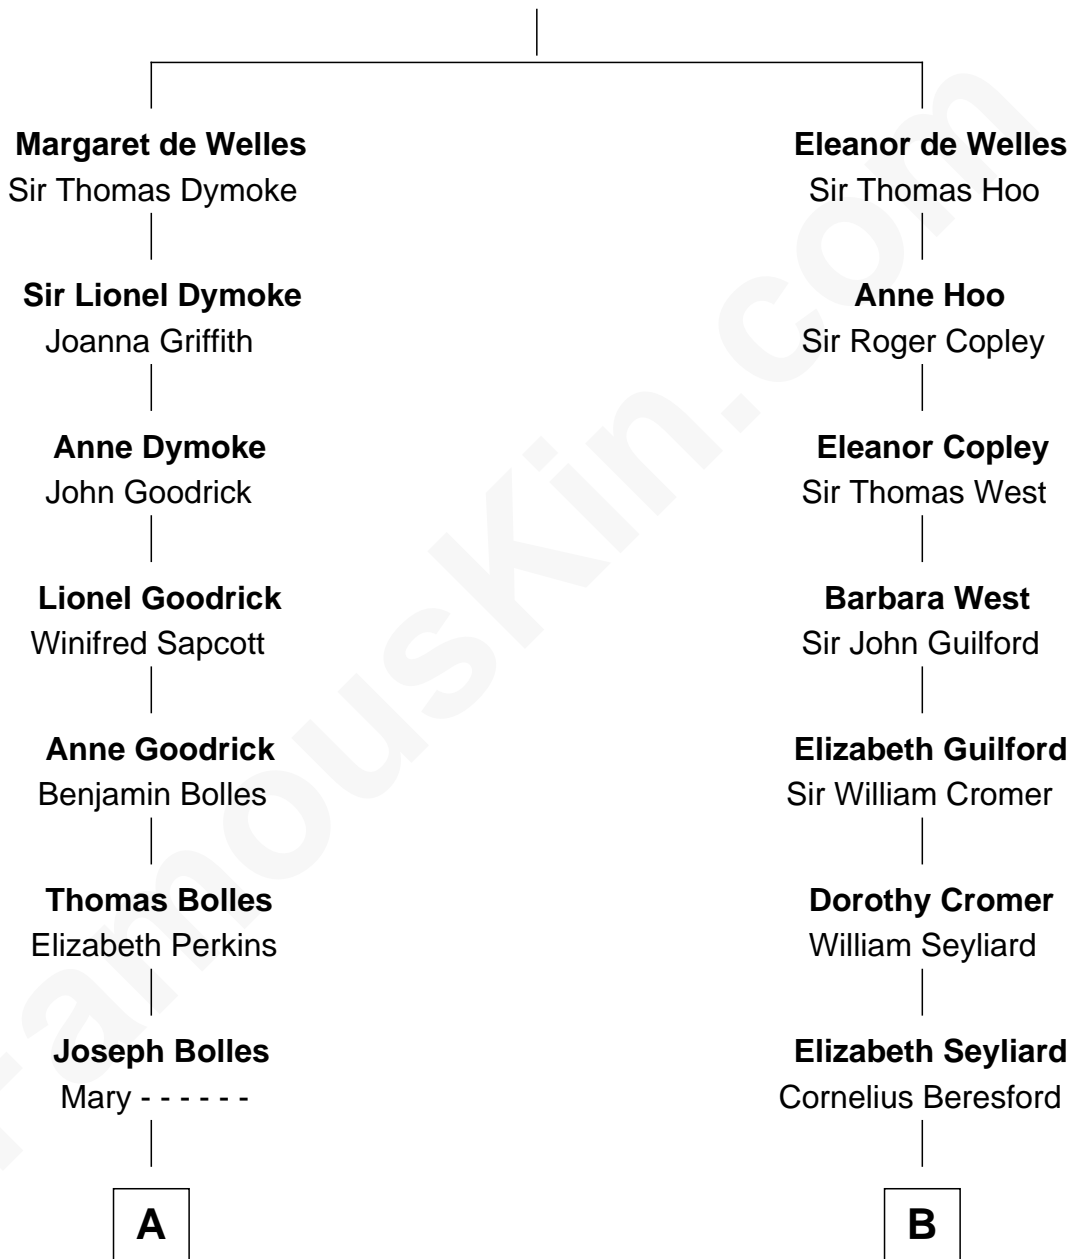 Margaret de Welles
Sir Thomas Dymoke
Sir Lionel Dymoke
Joanna Griffith
Anne Dymoke
John Goodrick
Lionel Goodrick
Winifred Sapcott
Anne Goodrick
Benjamin Bolles
Thomas Bolles
Elizabeth Perkins
Joseph Bolles
Mary - - - - - -
A
Eleanor de Welles
Sir Thomas Hoo
Anne Hoo
Sir Roger Copley
Eleanor Copley
Sir Thomas West
Barbara West
Sir John Guilford
Elizabeth Guilford
Sir William Cromer
Dorothy Cromer
William Seyliard
Elizabeth Seyliard
Cornelius Beresford
B
FamousKin.com